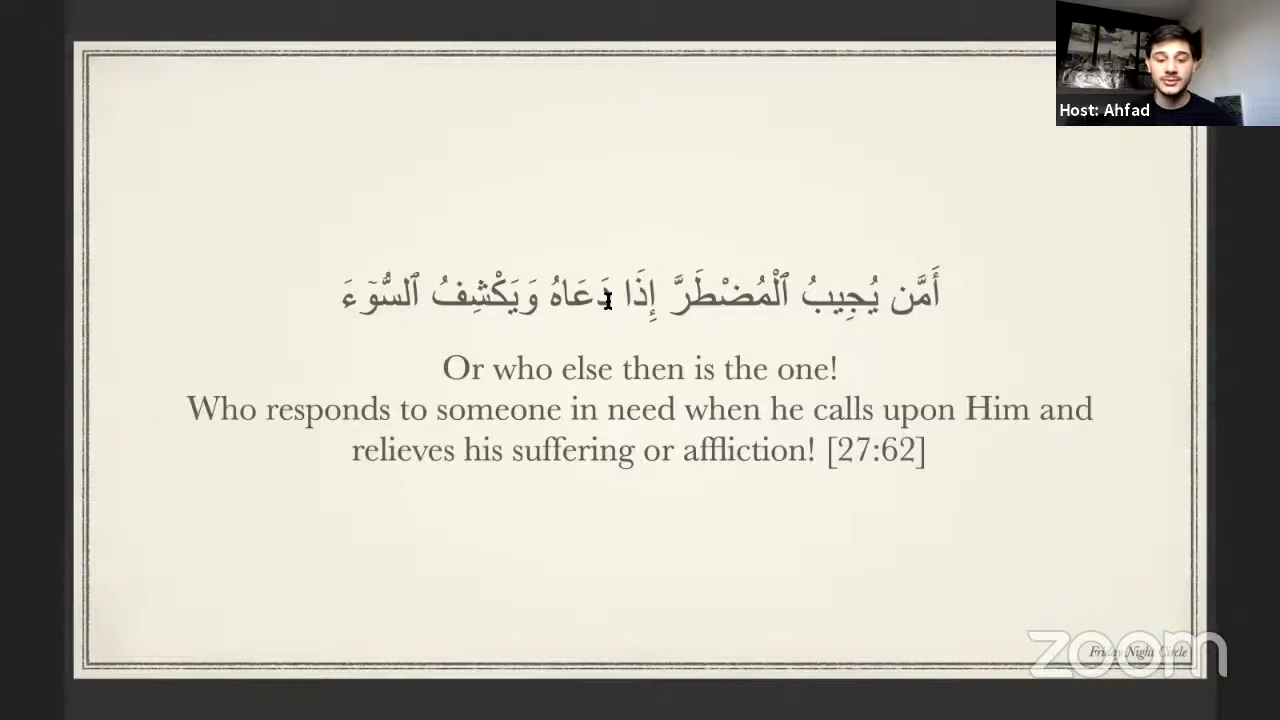 Host: Ahfad
أَمَّن يُجِيبُ ٱلْمُضْطَرَّ إِذَا دَعَاهُ وَيَكْشِفُ ٱلسُّوٓءَ
Or who else then is the one!
Who responds to someone in need when he calls upon Him and
relieves his suffering or affliction! [27:62]
zoom
Friday Night Circle